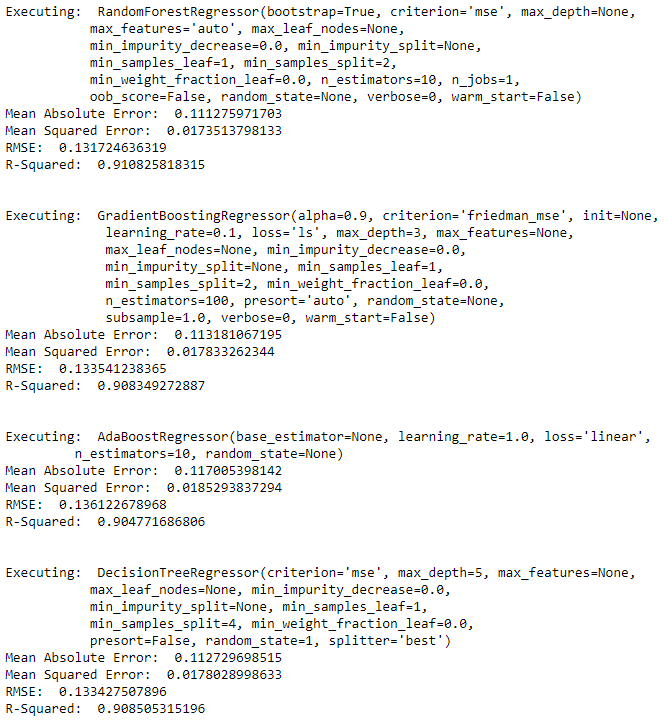 Executing:  RandomForestRegressor(bootstrap=True, criterion='mse', max_depth=None,
           max_features='auto', max_leaf_nodes=None,
           min_impurity_decrease=0.0, min_impurity_split=None,
           min_samples_leaf=1, min_samples_split=2,
           min_weight_fraction_leaf=0.0, n_estimators=10, n_jobs=1,
           oob_score=False, random_state=None, verbose=0, warm_start=False)
Mean Absolute Error:  0.111275971703
Mean Squared Error:  0.0173513798133
RMSE:  0.131724636319
R-Squared:  0.910825818315

Executing:  GradientBoostingRegressor(alpha=0.9, criterion='friedman_mse', init=None,
             learning_rate=0.1, loss='ls', max_depth=3, max_features=None,
             max_leaf_nodes=None, min_impurity_decrease=0.0,
             min_impurity_split=None, min_samples_leaf=1,
             min_samples_split=2, min_weight_fraction_leaf=0.0,
             n_estimators=100, presort='auto', random_state=None,
             subsample=1.0, verbose=0, warm_start=False)
Mean Absolute Error:  0.113181067195
Mean Squared Error:  0.017833262344
RMSE:  0.133541238365
R-Squared:  0.908349272887

Executing:  AdaBoostRegressor(base_estimator=None, learning_rate=1.0, loss='linear',
         n_estimators=10, random_state=None)
Mean Absolute Error:  0.117005398142
Mean Squared Error:  0.0185293837294
RMSE:  0.136122678968
R-Squared:  0.904771686806

Executing:  DecisionTreeRegressor(criterion='mse', max_depth=5, max_features=None,
           max_leaf_nodes=None, min_impurity_decrease=0.0,
           min_impurity_split=None, min_samples_leaf=1,
           min_samples_split=4, min_weight_fraction_leaf=0.0,
           presort=False, random_state=1, splitter='best')
Mean Absolute Error:  0.112729698515
Mean Squared Error:  0.0178028998633
RMSE:  0.133427507896
R-Squared:  0.908505315196